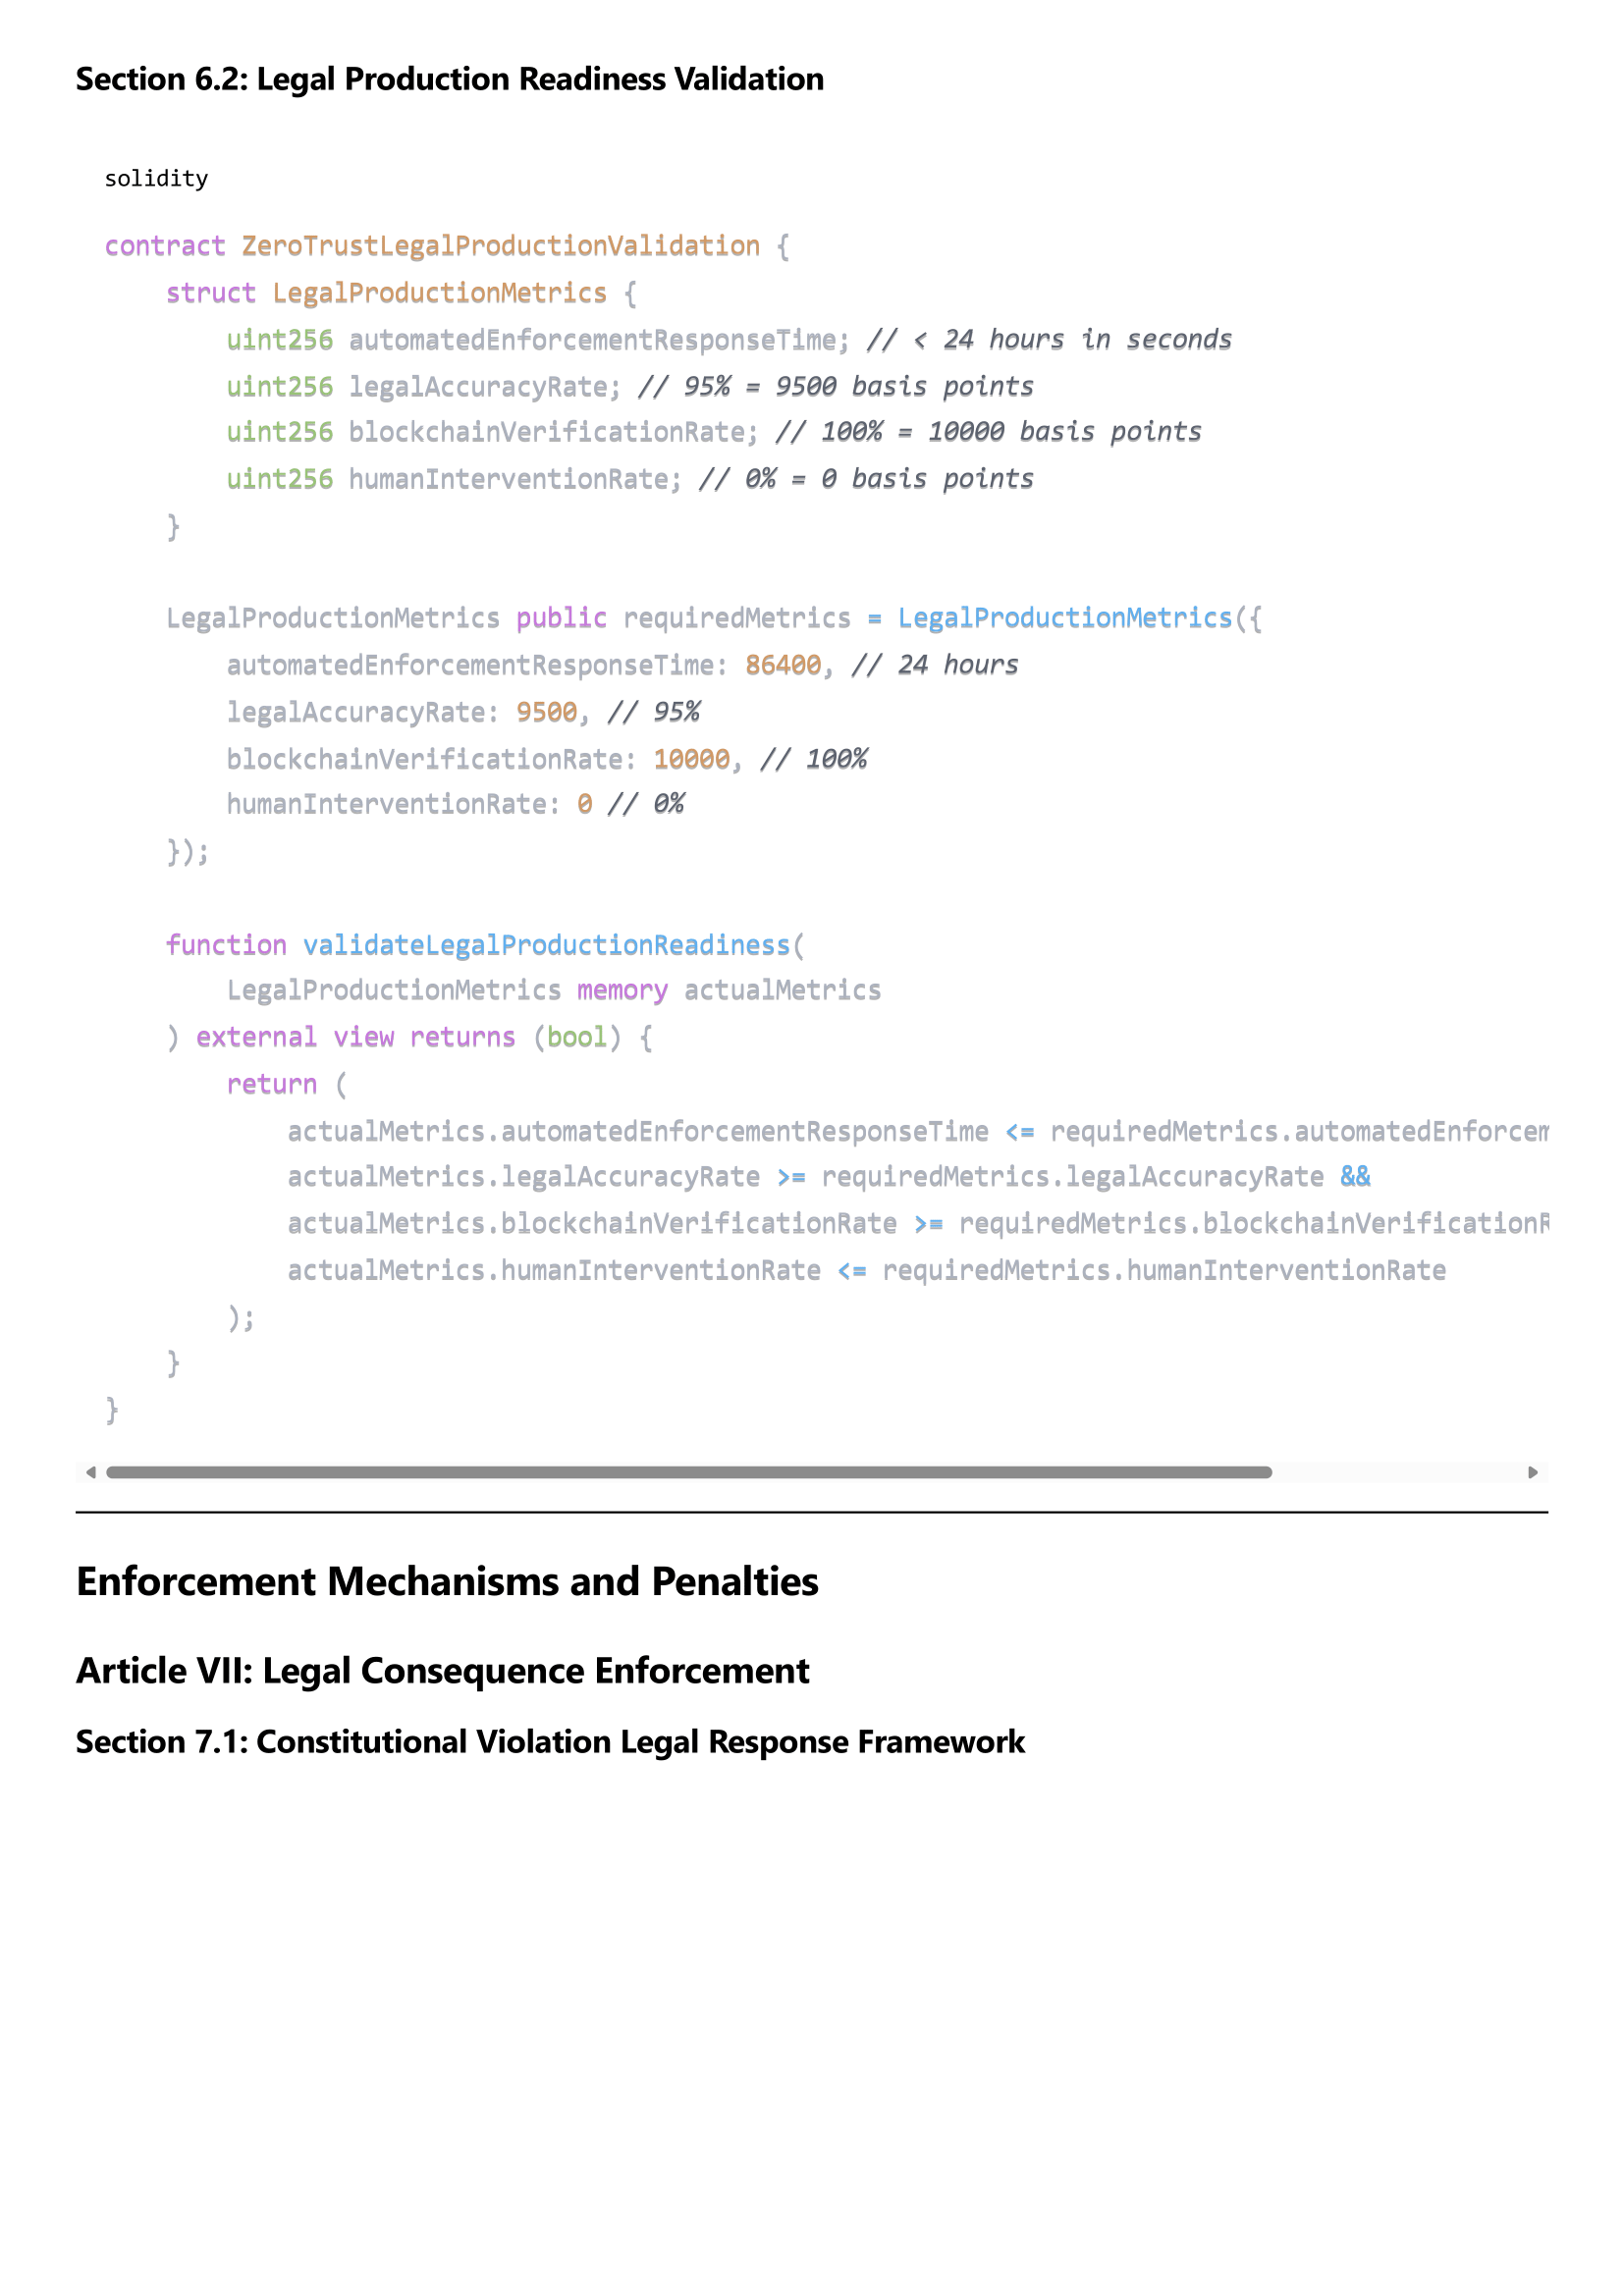 Section 6.2: Legal Production Readiness Validation
solidity
contract ZeroTrustLegalProductionValidation {
    struct LegalProductionMetrics {
        uint256 automatedEnforcementResponseTime; // < 24 hours in seconds
        uint256 legalAccuracyRate; // 95% = 9500 basis points
        uint256 blockchainVerificationRate; // 100% = 10000 basis points
        uint256 humanInterventionRate; // 0% = 0 basis points
    }
    LegalProductionMetrics public requiredMetrics = LegalProductionMetrics({
        automatedEnforcementResponseTime: 86400, // 24 hours
        legalAccuracyRate: 9500, // 95%
        blockchainVerificationRate: 10000, // 100%
        humanInterventionRate: 0 // 0%
    });
    function validateLegalProductionReadiness(
        LegalProductionMetrics memory actualMetrics
    ) external view returns (bool) {
        return (
            actualMetrics.automatedEnforcementResponseTime <= requiredMetrics.automatedEnforcem
            actualMetrics.legalAccuracyRate >= requiredMetrics.legalAccuracyRate &&
            actualMetrics.blockchainVerificationRate >= requiredMetrics.blockchainVerificationR
            actualMetrics.humanInterventionRate <= requiredMetrics.humanInterventionRate
        );
    }
}
Enforcement Mechanisms and Penalties
Article VII: Legal Consequence Enforcement
Section 7.1: Constitutional Violation Legal Response Framework